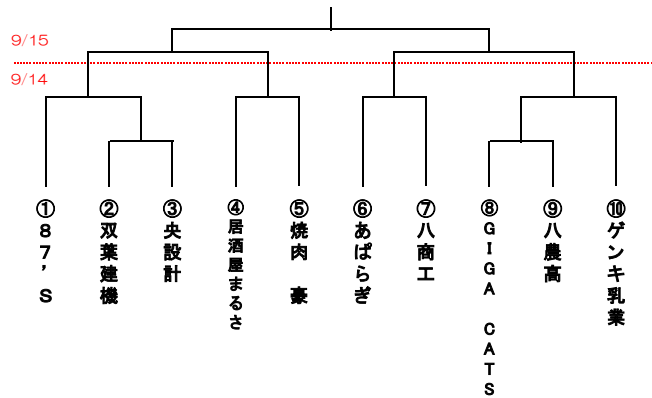 9/15
9/14
①87'S
②双葉建機
③央設計
④居酒屋まるさ
⑤焼肉 豪
⑥あぱらぎ
⑦八商工
⑧GIGA CATS
⑨八農高
⑩ゲンキ乳業